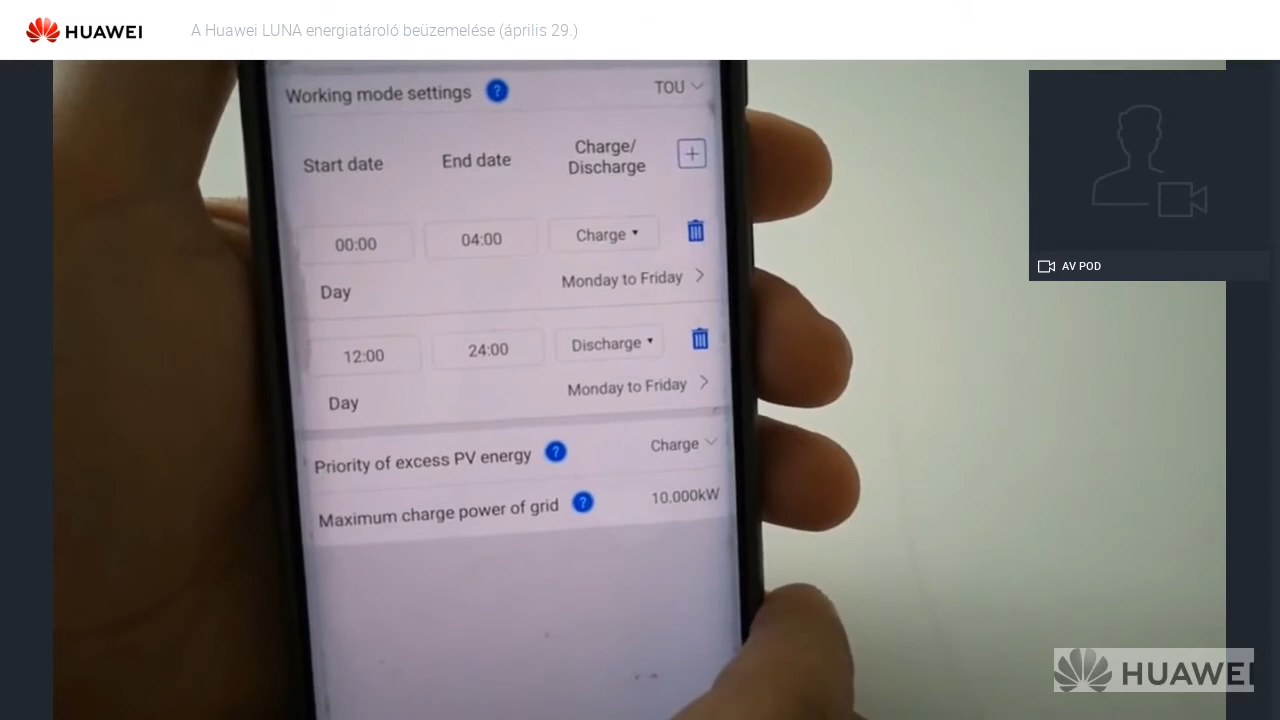 HUAWEI
A Huawei LUNA energiatároló beüzemelése (április 29.)
Working mode settings ? TOU
Start date End date Charge/ Discharge
00:00 04:00 Charge
Day Monday to Friday
12:00 24:00 Discharge
Day Monday to Friday
Priority of excess PV energy ? Charge
Maximum charge power of grid ? 10.000kW
AV POD
HUAWEI